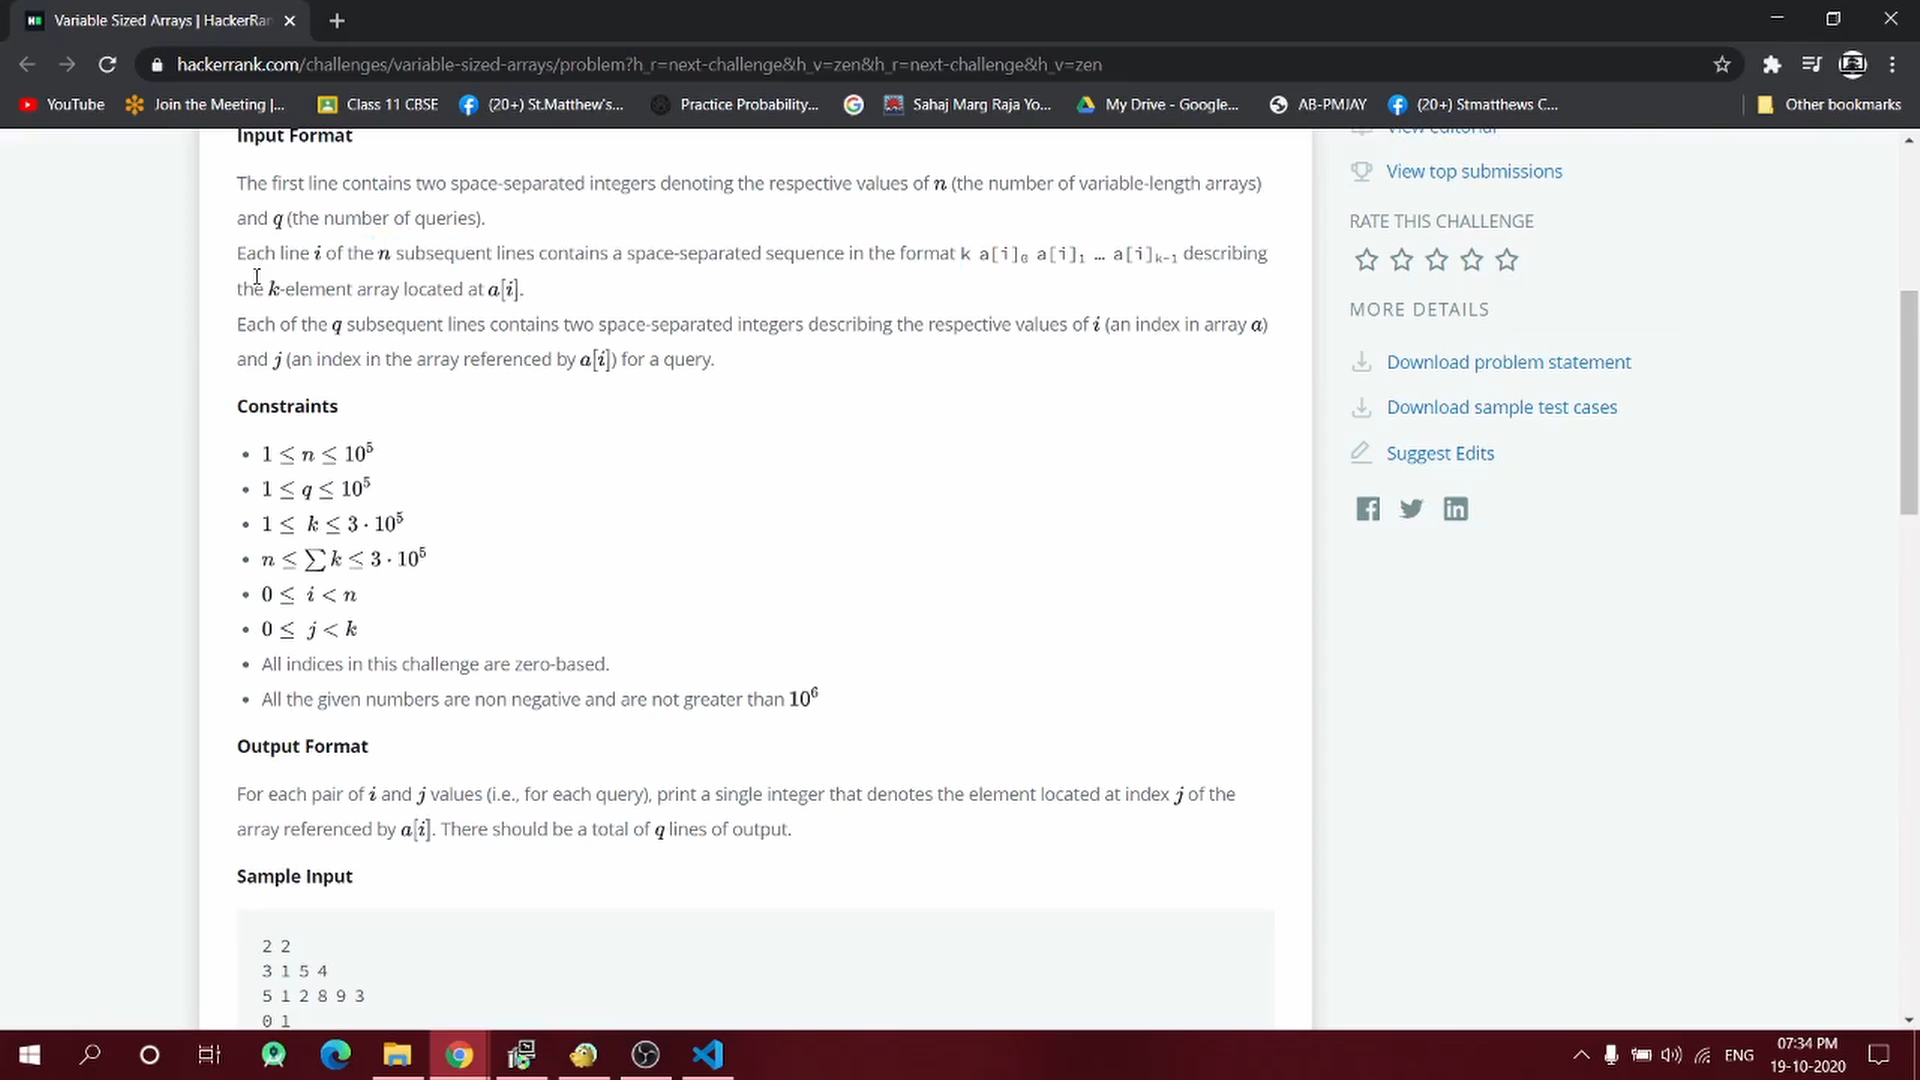 Variable Sized Arrays | HackerRan
hackerrank.com/challenges/variable-sized-arrays/problem?h_r=next-challenge&h_v=zen&h_r=next-challenge&h_v=zen
YouTube
Join the Meeting |...
Class 11 CBSE
(20+) St.Matthew's...
Practice Probability...
Sahaj Marg Raja Yo...
My Drive - Google...
AB-PMJAY
(20+) Stmatthews C...
Other bookmarks
Input Format
The first line contains two space-separated integers denoting the respective values of n (the number of variable-length arrays)
and q (the number of queries).
Each line i of the n subsequent lines contains a space-separated sequence in the format k a[i]₀ a[i]₁ … a[i]ₖ₋₁ describing
the k-element array located at a[i].
Each of the q subsequent lines contains two space-separated integers describing the respective values of i (an index in array a)
and j (an index in the array referenced by a[i]) for a query.
Constraints
• 1 ≤ n ≤ 10⁵
• 1 ≤ q ≤ 10⁵
• 1 ≤ k ≤ 3 · 10⁵
• n ≤ ∑ k ≤ 3 · 10⁵
• 0 ≤ i < n
• 0 ≤ j < k
• All indices in this challenge are zero-based.
• All the given numbers are non negative and are not greater than 10⁶
Output Format
For each pair of i and j values (i.e., for each query), print a single integer that denotes the element located at index j of the
array referenced by a[i]. There should be a total of q lines of output.
Sample Input
2 2
3 1 5 4
5 1 2 8 9 3
0 1
View editorial
View top submissions
RATE THIS CHALLENGE
MORE DETAILS
Download problem statement
Download sample test cases
Suggest Edits
ENG
07:34 PM
19-10-2020